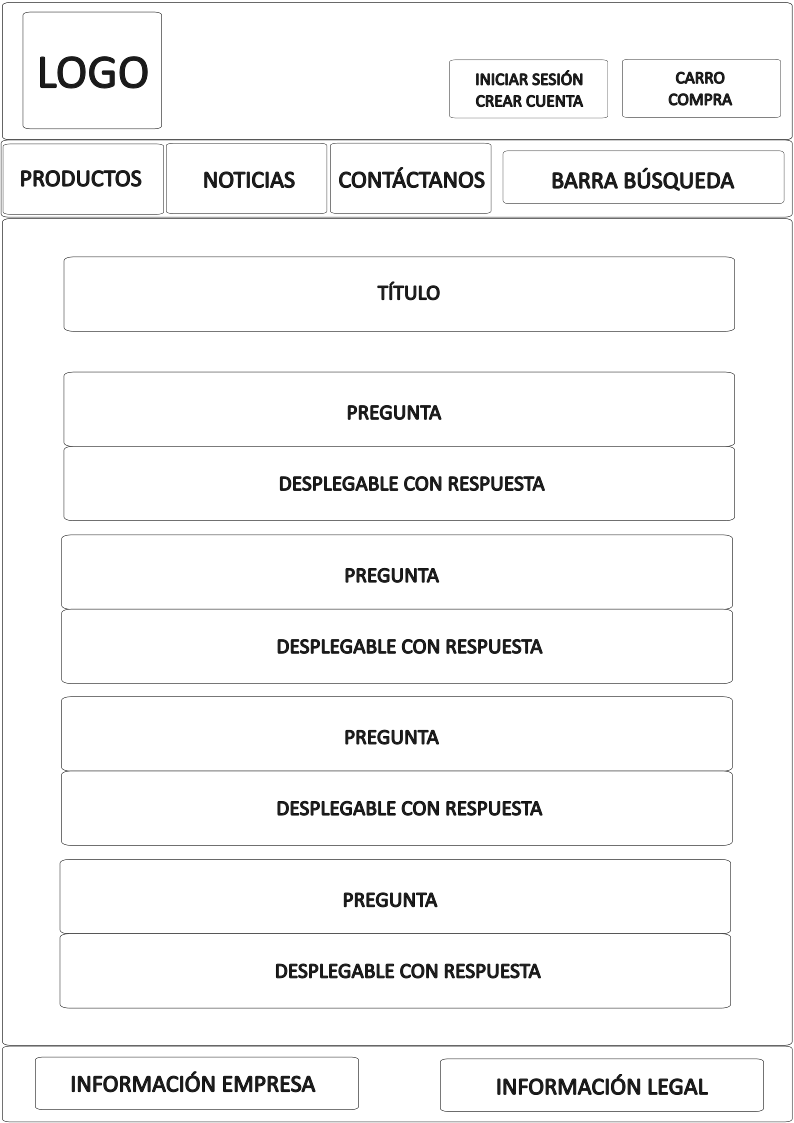 LOGO
INICIAR SESIÓN
CREAR CUENTA
CARRO
COMPRA
PRODUCTOS
NOTICIAS
CONTÁCTANOS
BARRA BÚSQUEDA
TÍTULO
PREGUNTA
DESPLEGABLE CON RESPUESTA
PREGUNTA
DESPLEGABLE CON RESPUESTA
PREGUNTA
DESPLEGABLE CON RESPUESTA
PREGUNTA
DESPLEGABLE CON RESPUESTA
INFORMACIÓN EMPRESA
INFORMACIÓN LEGAL